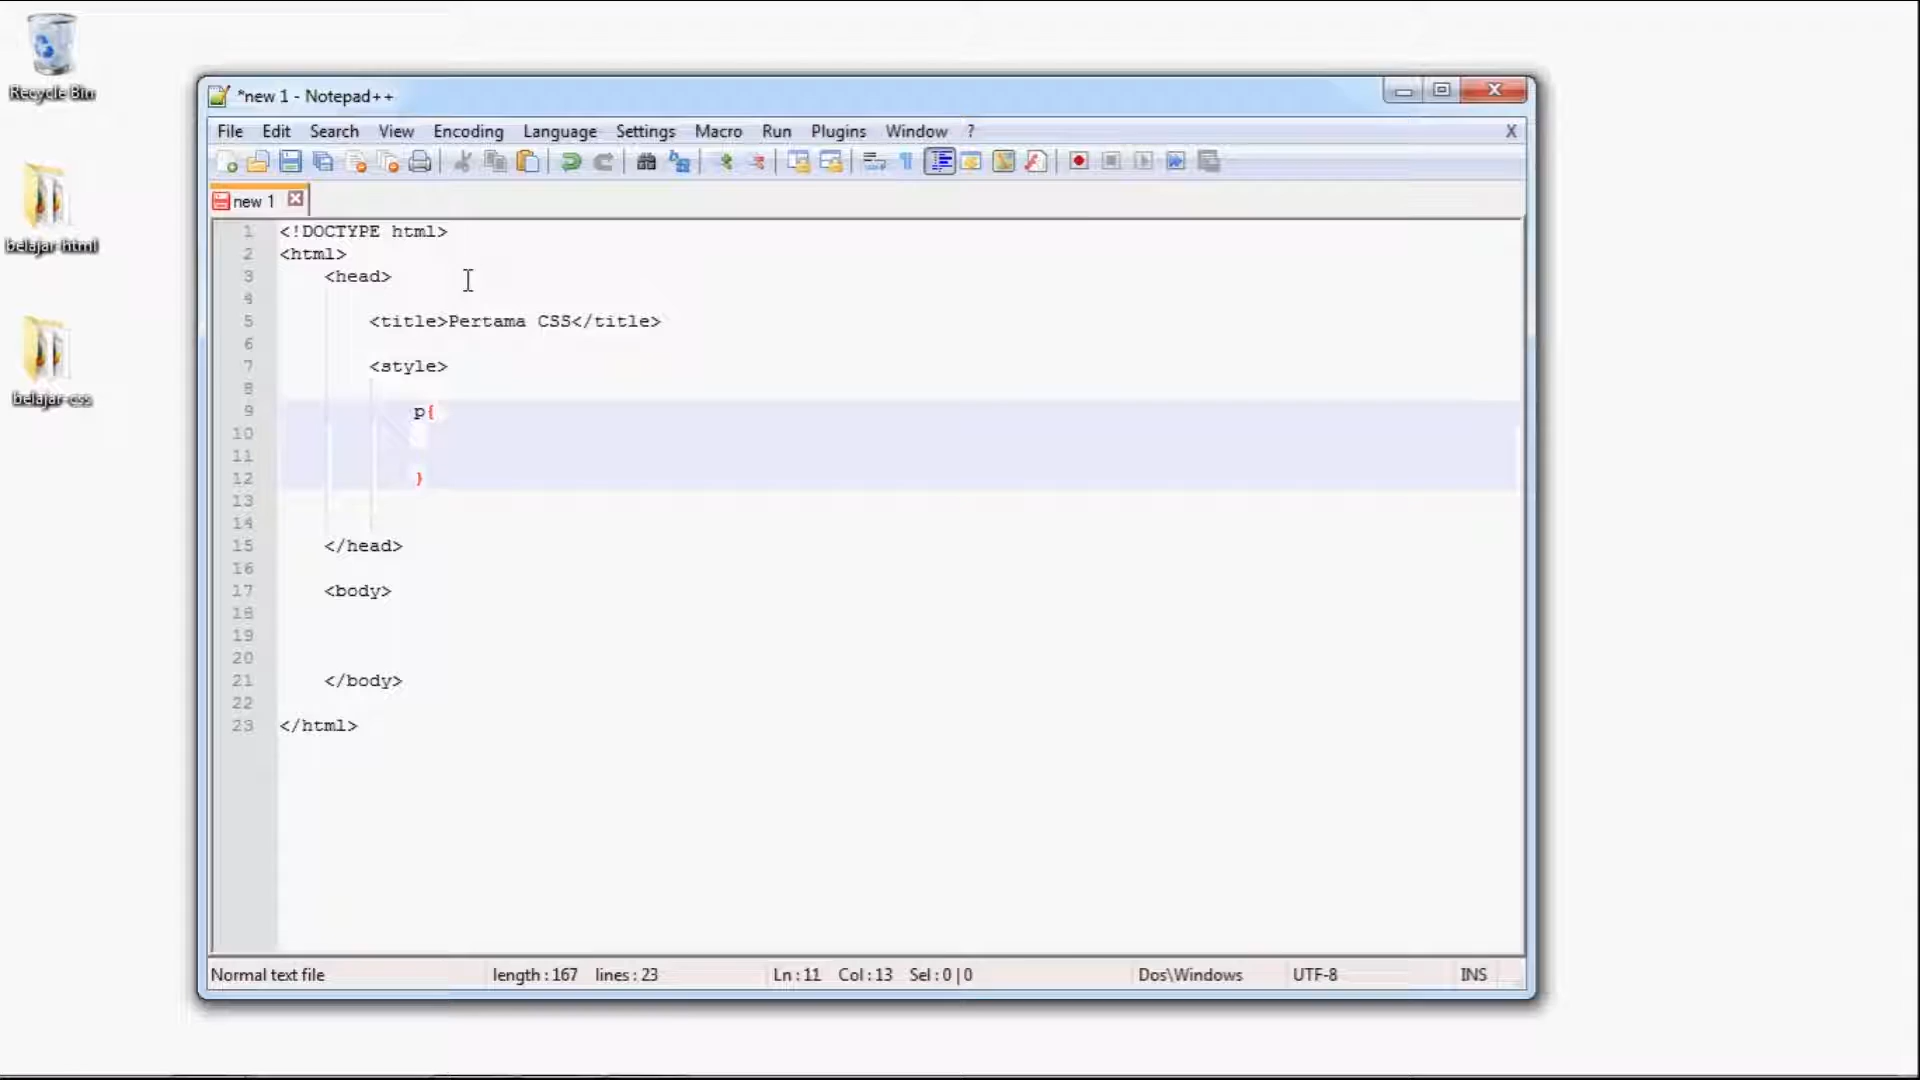 Recycle Bin
belajar html
belajar css
*new 1 - Notepad++
File Edit Search View Encoding Language Settings Macro Run Plugins Window ? X
new 1
1 <!DOCTYPE html>
2 <html>
3 <head>
4
5 <title>Pertama CSS</title>
6
7 <style>
8
9 p{
10
11
12 }
13
14
15 </head>
16
17 <body>
18
19
20
21 </body>
22
23 </html>
Normal text file length : 167 lines : 23 Ln : 11 Col : 13 Sel : 0 | 0 Dos\Windows UTF-8 INS